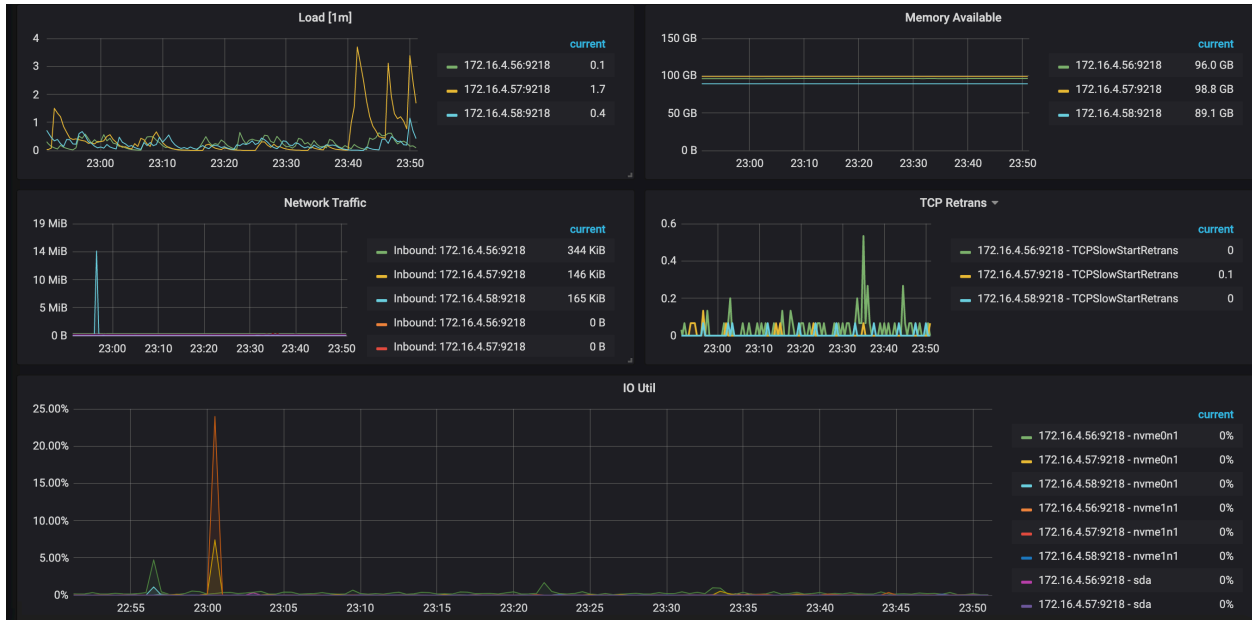 Load [1m]
4
3
2
1
0
23:00 23:10 23:20 23:30 23:40 23:50
current
172.16.4.56:9218 0.1
172.16.4.57:9218 1.7
172.16.4.58:9218 0.4
Memory Available
150 GB
100 GB
50 GB
0 B
23:00 23:10 23:20 23:30 23:40 23:50
current
172.16.4.56:9218 96.0 GB
172.16.4.57:9218 98.8 GB
172.16.4.58:9218 89.1 GB
Network Traffic
19 MiB
14 MiB
10 MiB
5 MiB
0 B
23:00 23:10 23:20 23:30 23:40 23:50
current
Inbound: 172.16.4.56:9218 344 KiB
Inbound: 172.16.4.57:9218 146 KiB
Inbound: 172.16.4.58:9218 165 KiB
Inbound: 172.16.4.56:9218 0 B
Inbound: 172.16.4.57:9218 0 B
TCP Retrans
0.6
0.4
0.2
0
23:00 23:10 23:20 23:30 23:40 23:50
current
172.16.4.56:9218 - TCPSlowStartRetrans 0
172.16.4.57:9218 - TCPSlowStartRetrans 0.1
172.16.4.58:9218 - TCPSlowStartRetrans 0
IO Util
25.00%
20.00%
15.00%
10.00%
5.00%
0%
22:55 23:00 23:05 23:10 23:15 23:20 23:25 23:30 23:35 23:40 23:45 23:50
current
172.16.4.56:9218 - nvme0n1 0%
172.16.4.57:9218 - nvme0n1 0%
172.16.4.58:9218 - nvme0n1 0%
172.16.4.56:9218 - nvme1n1 0%
172.16.4.57:9218 - nvme1n1 0%
172.16.4.58:9218 - nvme1n1 0%
172.16.4.56:9218 - sda 0%
172.16.4.57:9218 - sda 0%